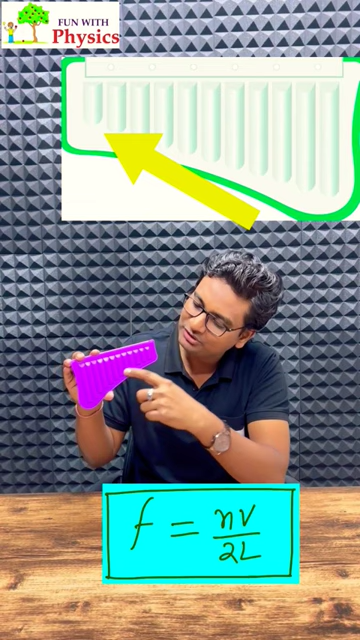 FUN WITH
Physics
f = nV/2L